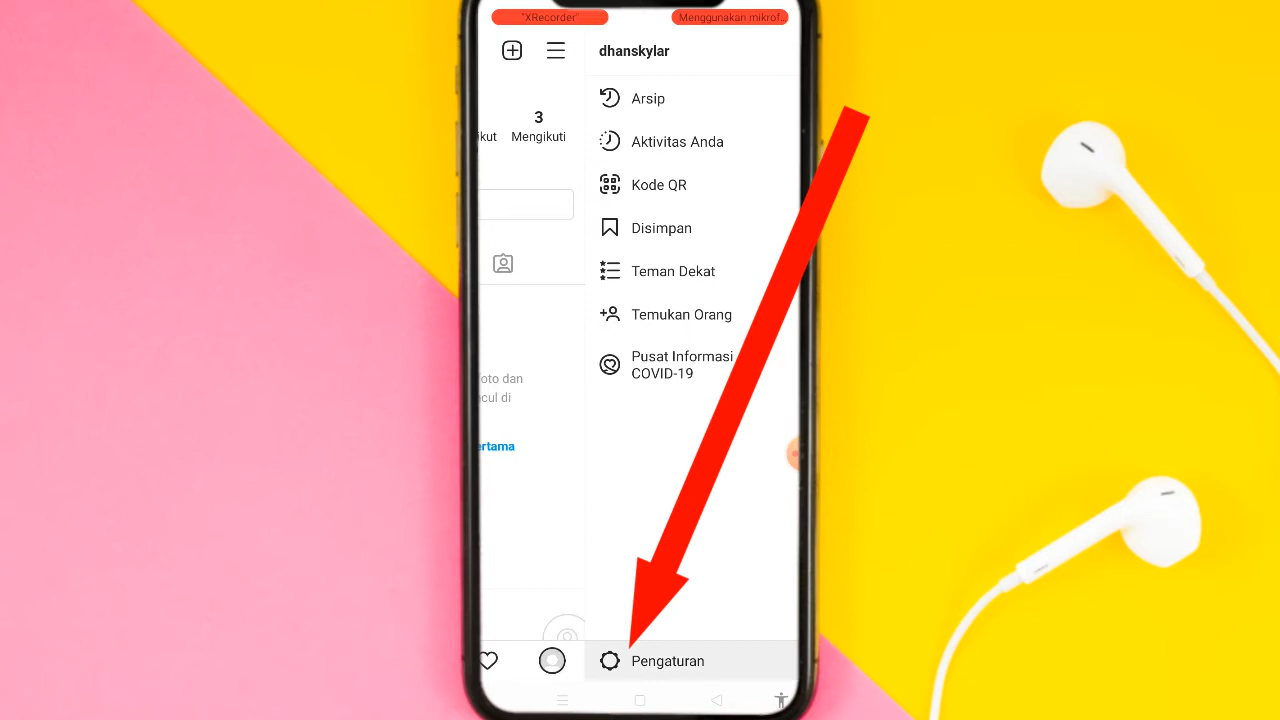 "XRecorder"
Menggunakan mikrof...
dhanskylar
3
ikut
Mengikuti
Arsip
Aktivitas Anda
Kode QR
Disimpan
Teman Dekat
Temukan Orang
Pusat Informasi
COVID-19
oto dan
cul di
ertama
Pengaturan